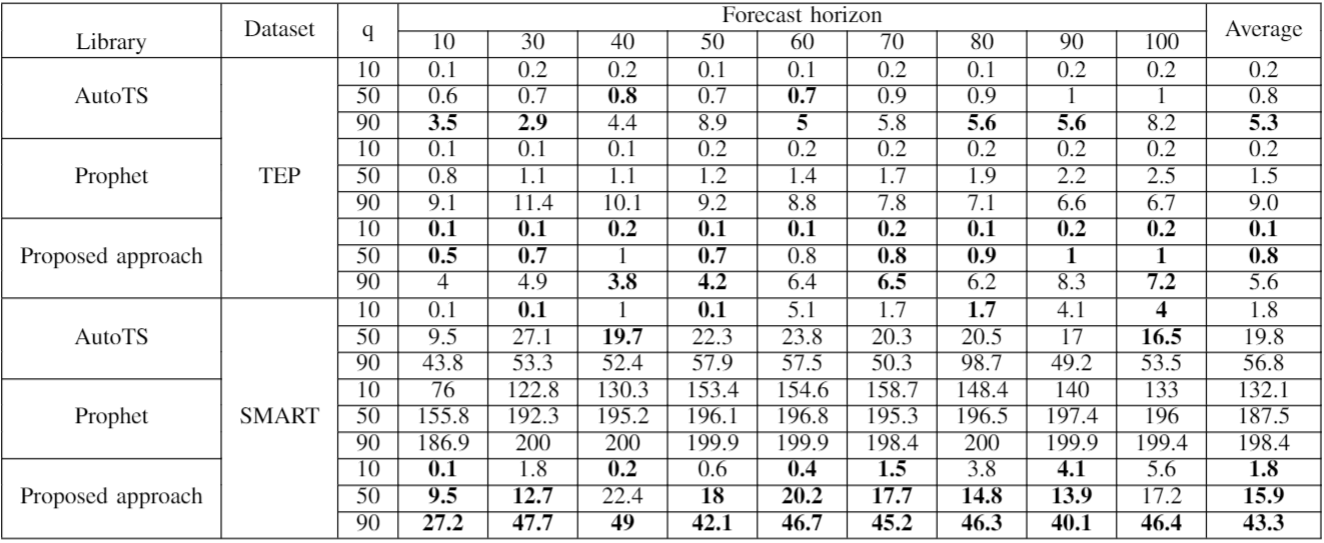 Library Dataset q Forecast horizon Average
10 30 40 50 60 70 80 90 100
AutoTS TEP 10 0.1 0.2 0.2 0.1 0.1 0.2 0.1 0.2 0.2 0.2
50 0.6 0.7 0.8 0.7 0.7 0.9 0.9 1 1 0.8
90 3.5 2.9 4.4 8.9 5 5.8 5.6 5.6 8.2 5.3
Prophet 10 0.1 0.1 0.1 0.2 0.2 0.2 0.2 0.2 0.2 0.2
50 0.8 1.1 1.1 1.2 1.4 1.7 1.9 2.2 2.5 1.5
90 9.1 11.4 10.1 9.2 8.8 7.8 7.1 6.6 6.7 9.0
Proposed approach 10 0.1 0.1 0.2 0.1 0.1 0.2 0.1 0.2 0.2 0.1
50 0.5 0.7 1 0.7 0.8 0.8 0.9 1 1 0.8
90 4 4.9 3.8 4.2 6.4 6.5 6.2 8.3 7.2 5.6
AutoTS SMART 10 0.1 0.1 1 0.1 5.1 1.7 1.7 4.1 4 1.8
50 9.5 27.1 19.7 22.3 23.8 20.3 20.5 17 16.5 19.8
90 43.8 53.3 52.4 57.9 57.5 50.3 98.7 49.2 53.5 56.8
Prophet 10 76 122.8 130.3 153.4 154.6 158.7 148.4 140 133 132.1
50 155.8 192.3 195.2 196.1 196.8 195.3 196.5 197.4 196 187.5
90 186.9 200 200 199.9 199.9 198.4 200 199.9 199.4 198.4
Proposed approach 10 0.1 1.8 0.2 0.6 0.4 1.5 3.8 4.1 5.6 1.8
50 9.5 12.7 22.4 18 20.2 17.7 14.8 13.9 17.2 15.9
90 27.2 47.7 49 42.1 46.7 45.2 46.3 40.1 46.4 43.3